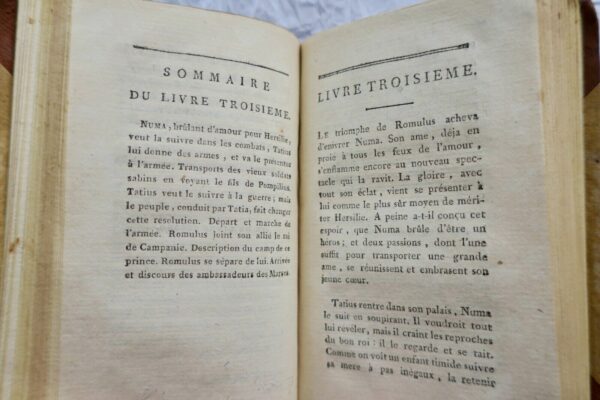 SOMMAIRE
DU LIVRE TROISIEME.
NUMA, brûlant d'amour pour Hersilie,
veut la suivre dans les combats, Tatius
lui donne des armes, et va le présenter
à l'armée. Transports des vieux soldats
sabins en voyant le fils de Pompilius.
Tatius veut le suivre à la guerre; mais
le peuple, conduit par Tatia, fait changer
cette résolution. Depart et marche de
l'armée. Romulus joint son allié le roi
de Campanie. Description du camp de ce
prince. Romulus se sépare de lui. Arrivée
et discours des ambassadeurs des Marses.
LIVRE TROISIEME.
LE triomphe de Romulus acheva
d'enivrer Numa. Son ame, déja en
proie à tous les feux de l'amour,
s'enflamme encore au nouveau spec-
tacle qui la ravit. La gloire, avec
tout son éclat, vient se présenter à
lui comme le plus sûr moyen de méri-
ter Hersilie. A peine a-t-il conçu cet
espoir, que Numa brûle d'être un
héros; et deux passions, dont l'une
suffit pour transporter une grande
ame, se réunissent et embrasent son
jeune cœur.
Tatius rentre dans son palais, Numa
le suit en soupirant. Il voudroit tout
lui révéler, mais il craint les reproches
du bon roi: il le regarde et se tait.
Comme on voit un enfant timide suivre
sa mere à pas inégaux, la retenir